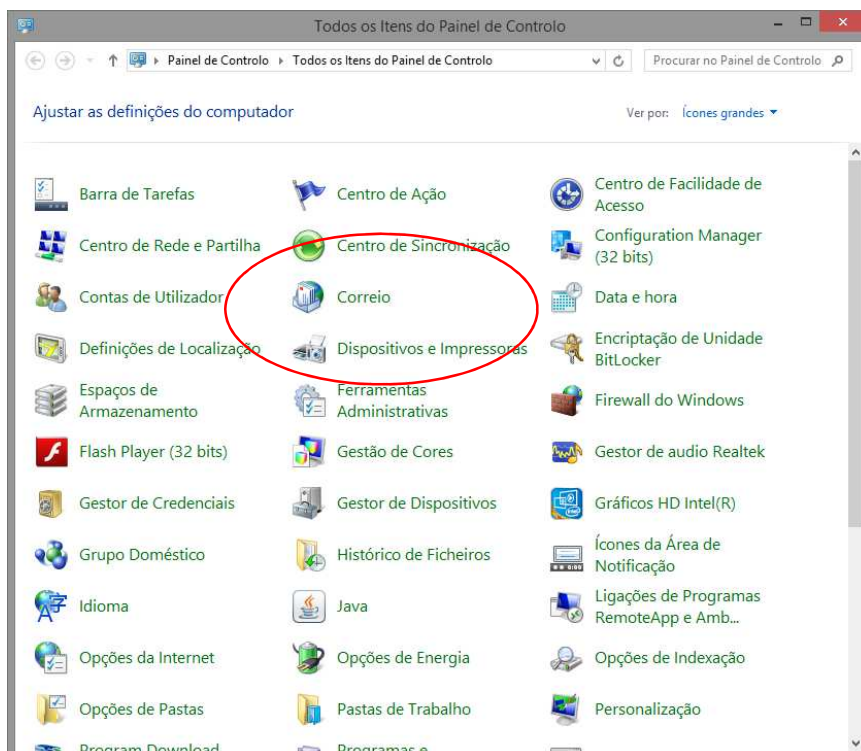 Todos os Itens do Painel de Controlo
Painel de Controlo Todos os Itens do Painel de Controlo Procurar no Painel de Controlo
Ajustar as definições do computador Ver por: Ícones grandes
Barra de Tarefas
Centro de Ação
Centro de Facilidade de
Acesso
Centro de Rede e Partilha
Centro de Sincronização
Configuration Manager
(32 bits)
Contas de Utilizador
Correio
Data e hora
Definições de Localização
Dispositivos e Impressoras
Encriptação de Unidade
BitLocker
Espaços de
Armazenamento
Ferramentas
Administrativas
Firewall do Windows
Flash Player (32 bits)
Gestão de Cores
Gestor de audio Realtek
Gestor de Credenciais
Gestor de Dispositivos
Gráficos HD Intel(R)
Grupo Doméstico
Histórico de Ficheiros
Ícones da Área de
Notificação
Idioma
Java
Ligações de Programas
RemoteApp e Amb...
Opções da Internet
Opções de Energia
Opções de Indexação
Opções de Pastas
Pastas de Trabalho
Personalização
Program Download
Programas e